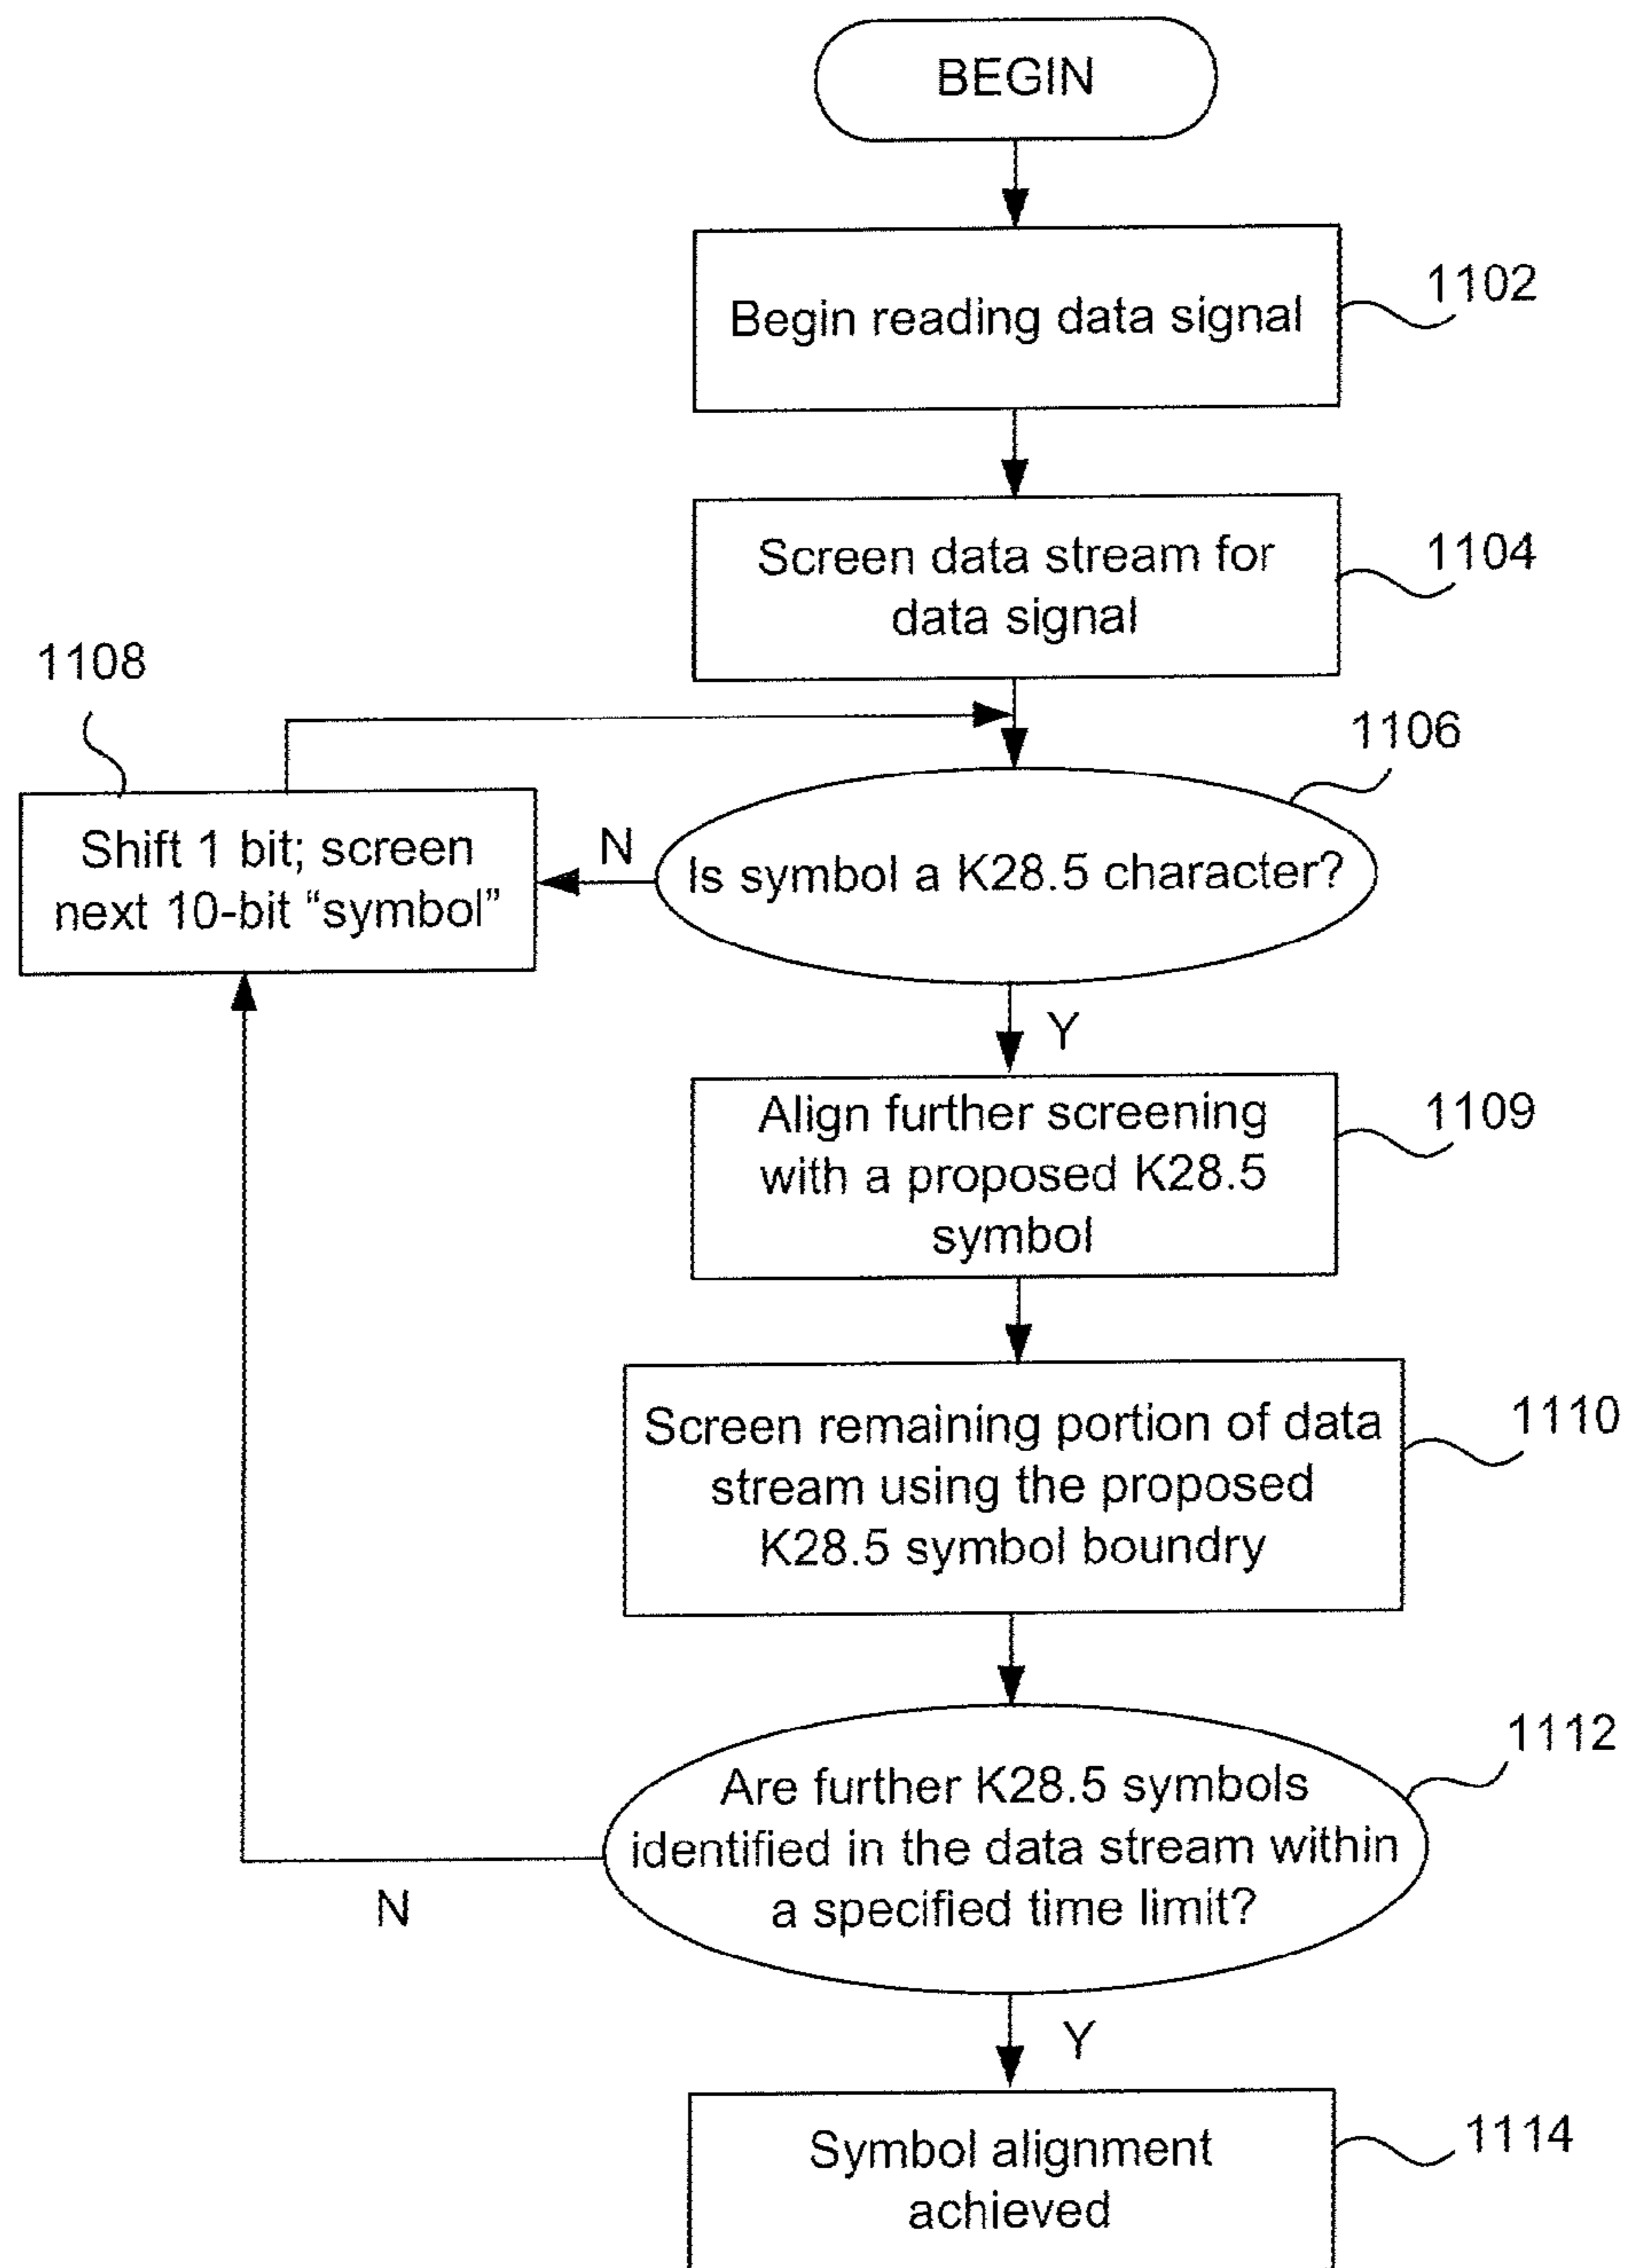 BEGIN
Begin reading data signal
1102
Screen data stream for
data signal
1104
1108
1106
Shift 1 bit; screen
next 10-bit “symbol”
N
Is symbol a K28.5 character?
Y
Align further screening
with a proposed K28.5
symbol
1109
Screen remaining portion of data
stream using the proposed
K28.5 symbol boundry
1110
1112
Are further K28.5 symbols
identified in the data stream within
a specified time limit?
N
Y
Symbol alignment
achieved
1114